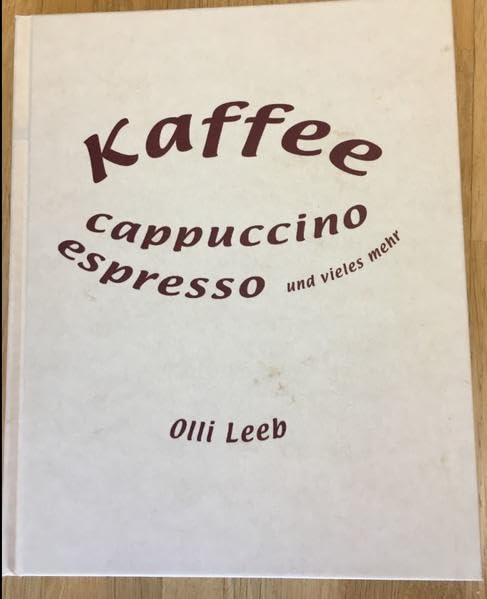 Kaffee
cappuccino
espresso und vieles mehr
Olli Leeb